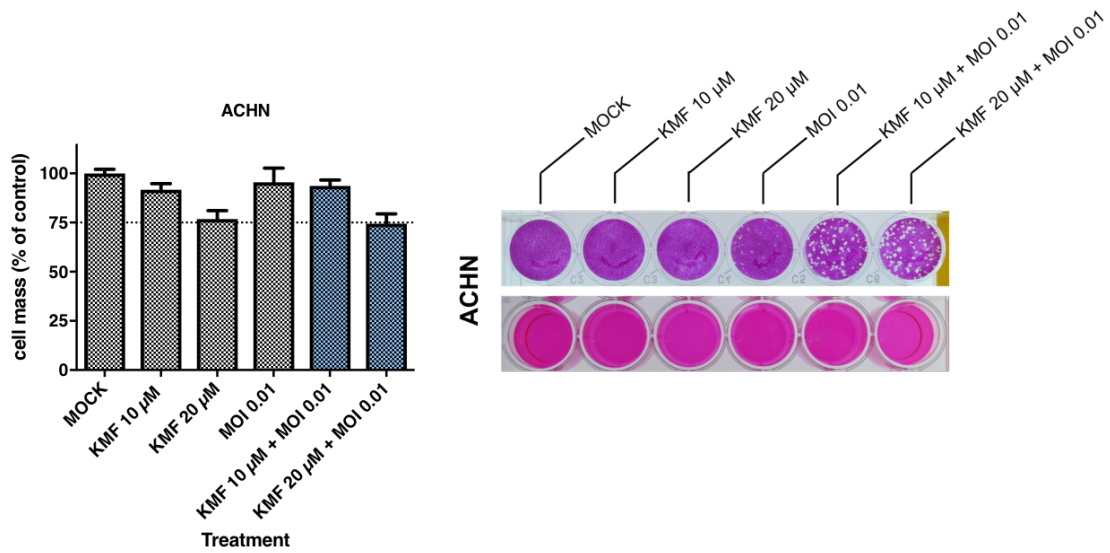 ACHN
cell mass (% of control)
100
75
50
25
0
MOCK
KMF 10 µM
KMF 20 µM
MOI 0.01
KMF 10 µM + MOI 0.01
KMF 20 µM + MOI 0.01
Treatment
MOCK
KMF 10 µM
KMF 20 µM
MOI 0.01
KMF 10 µM + MOI 0.01
KMF 20 µM + MOI 0.01
ACHN